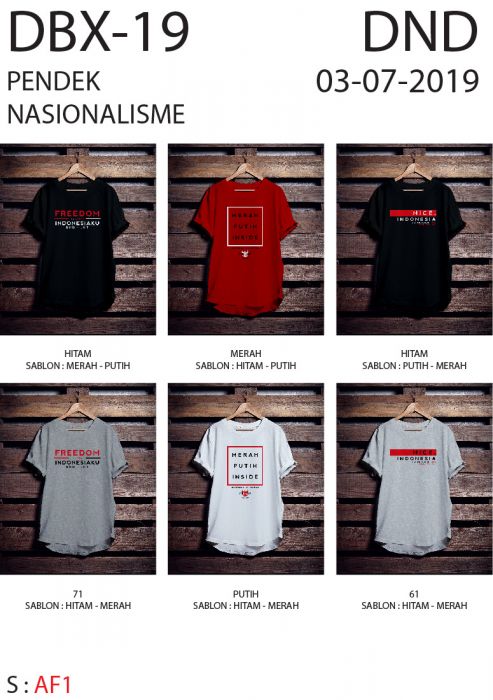 DBX-19
DND
PENDEK
03-07-2019
NASIONALISME
FREEDOM
INDONESIAKU
MERAH
PUTIH
INSIDE
NICE
INDONESIA
HITAM
SABLON : MERAH - PUTIH
MERAH
SABLON : HITAM - PUTIH
HITAM
SABLON : PUTIH - MERAH
FREEDOM
INDONESIAKU
MERAH
PUTIH
INSIDE
NICE
INDONESIA
71
SABLON : HITAM - MERAH
PUTIH
SABLON : HITAM - MERAH
61
SABLON : HITAM - MERAH
S : AF1